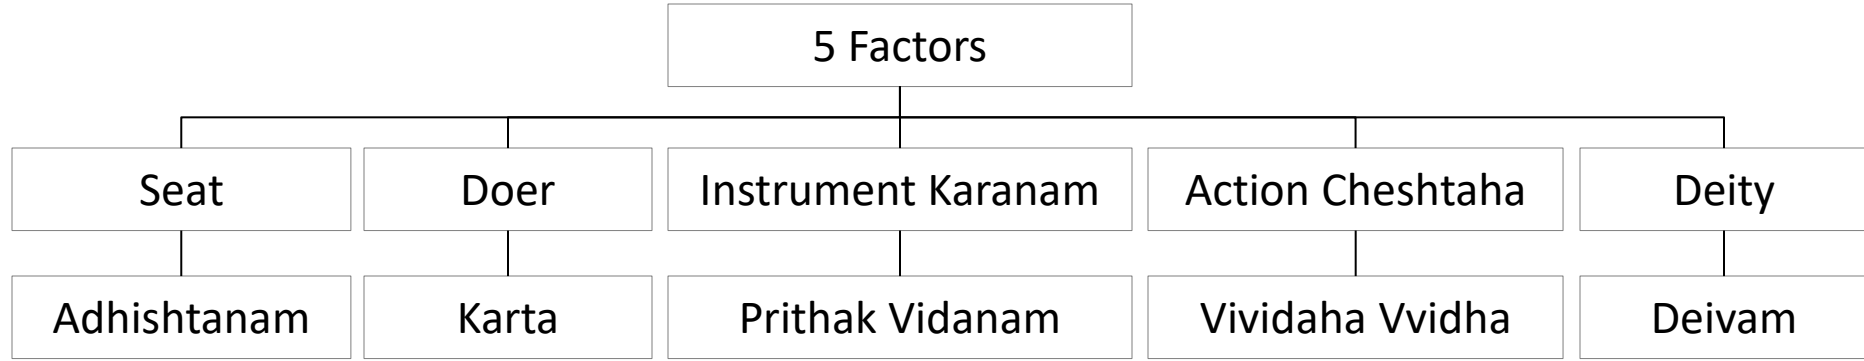 5 Factors
Seat
Doer
Instrument Karanam
Action Cheshtaha
Deity
Adhishtanam
Karta
Prithak Vidanam
Vividaha Vvidha
Deivam